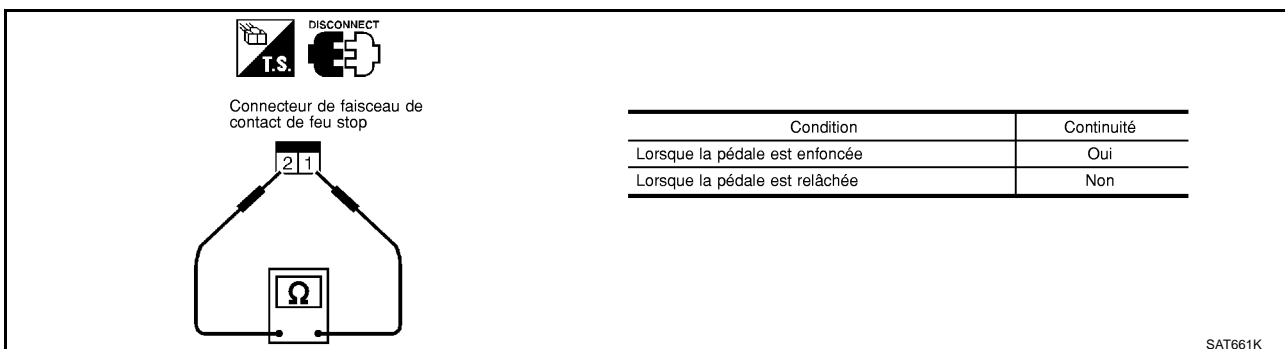 DISCONNECT
T.S.
Connecteur de faisceau de
contact de feu stop
2 1
Ω
Condition Continuité
Lorsque la pédale est enfoncée Oui
Lorsque la pédale est relâchée Non
SAT661K